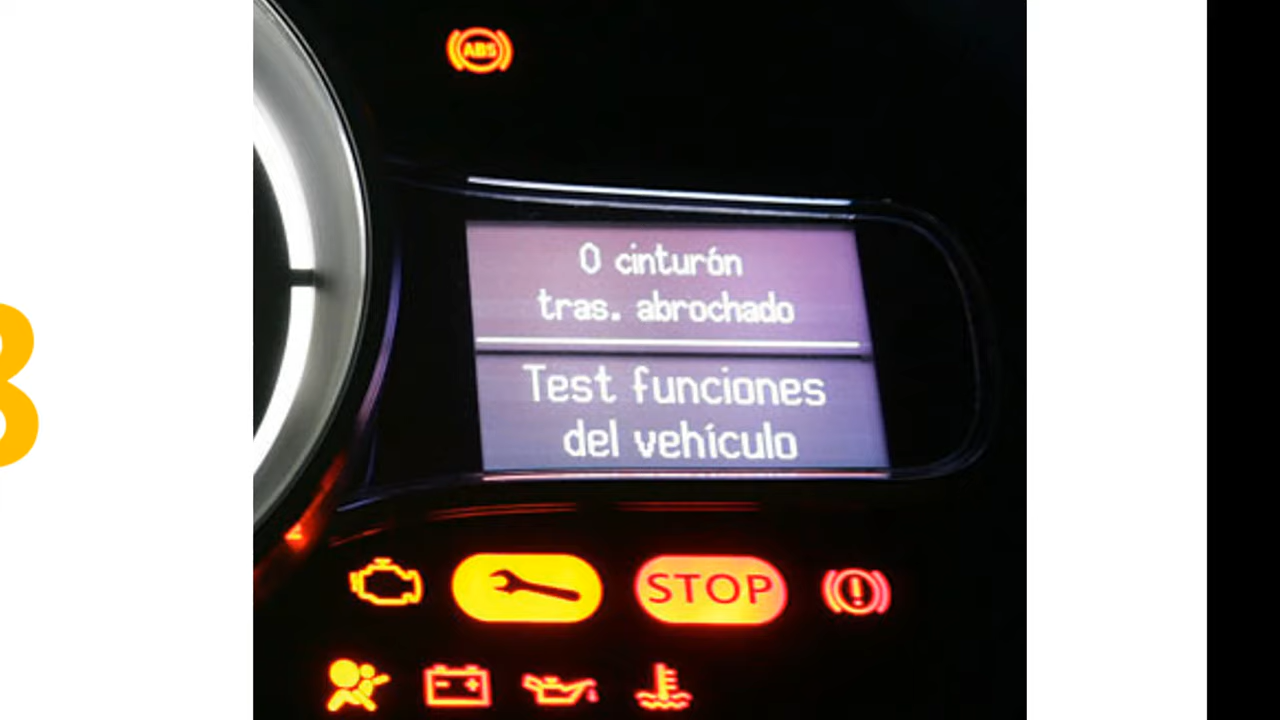 ABS
0 cinturón
tras. abrochado
Test funciones
del vehículo
STOP